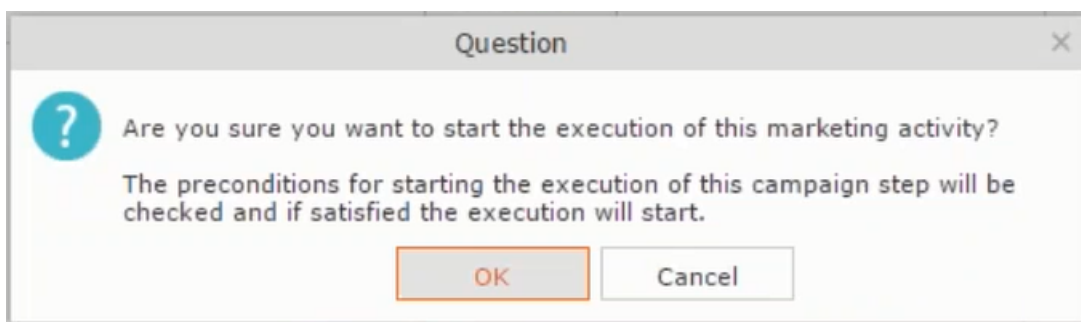 Question
Are you sure you want to start the execution of this marketing activity?
The preconditions for starting the execution of this campaign step will be
checked and if satisfied the execution will start.
OK Cancel